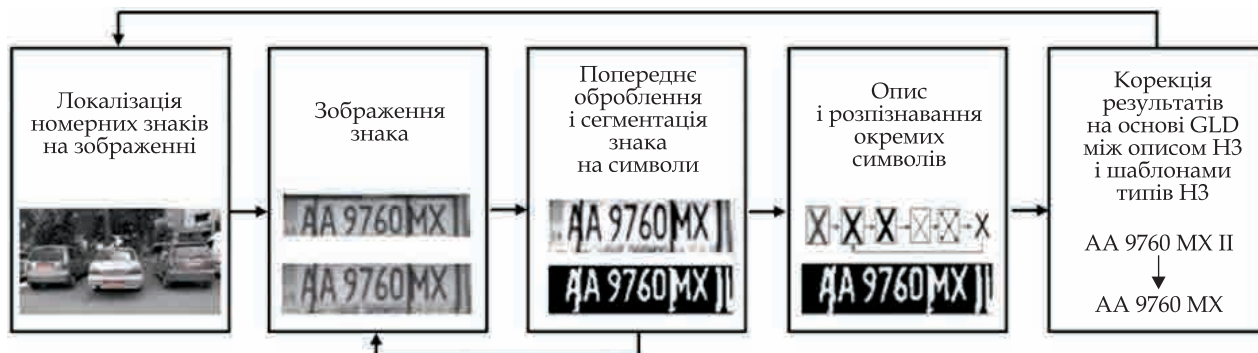 Локалізація
номерних знаків
на зображенні
Зображення
знака
AA 9760 MX
AA 9760 MX
Попереднє
оброблення
і сегментація
знака
на символи
AA 9760 MX
AA 9760 MX
Опис
і розпізнавання
окремих
символів
X X X X X X
AA 9760 MX
Корекція
результатів
на основі GLD
між описом НЗ
і шаблонами
типів НЗ
AA 9760 MX II
AA 9760 MX